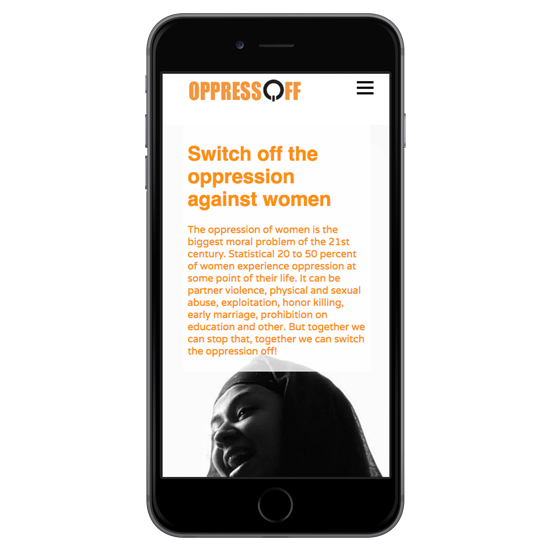 OPPRESSOFF
Switch off the
oppression
against women
The oppression of women is the
biggest moral problem of the 21st
century. Statistical 20 to 50 percent
of women experience oppression at
some point of their life. It can be
partner violence, physical and sexual
abuse, exploitation, honor killing,
early marriage, prohibition on
education and other. But together we
can stop that, together we can switch
the oppression off!